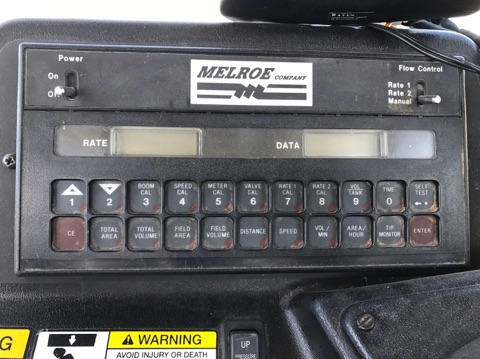 RAVEN
Power
On
Off
MELROE
COMPANY
Flow Control
Rate 1
Rate 2
Manual
RATE
DATA
1
2
BOOM CAL 3
SPEED CAL 4
METER CAL 5
VALVE CAL 6
RATE 1 CAL 7
RATE 2 CAL 8
VOL TANK 9
TIME 0
SELF TEST
CE
TOTAL AREA
TOTAL VOLUME
FIELD AREA
FIELD VOLUME
DISTANCE
SPEED
VOL/ MIN
AREA/ HOUR
TIP MONITOR
ENTER
WARNING
AVOID INJURY OR DEATH
UP
PRESSURE